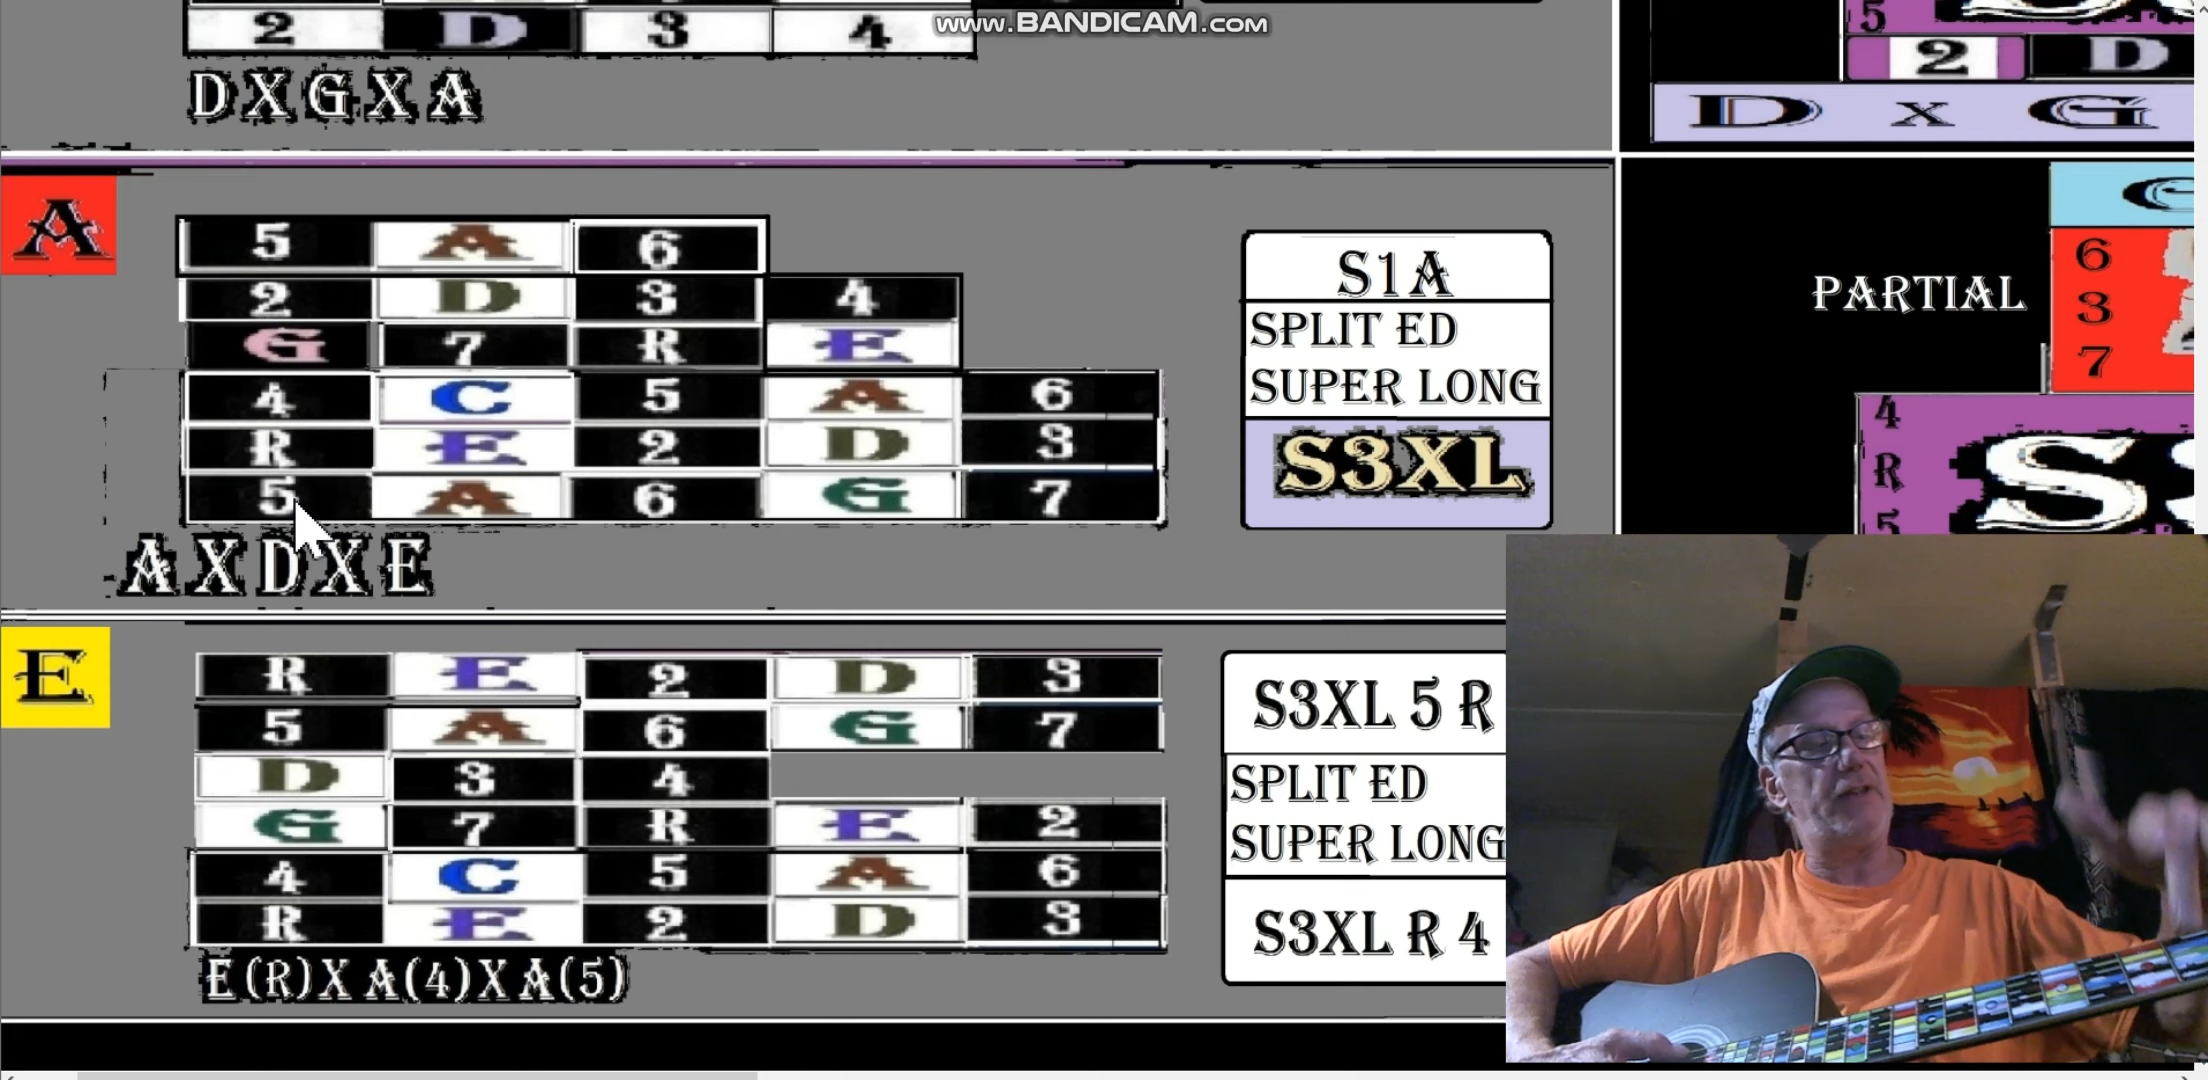 WWW.BANDICAM.COM
2 D 3 4
D X G X A
5
2 D
D X G
A
5 A 6
2 D 3 4
G 7 R E
4 C 5 A 6
R E 2 D 3
5 A 6 G 7
A X D X E
S1A
SPLIT ED
SUPER LONG
S3XL
PARTIAL
6
3
7
4
R
5
E
R E 2 D 3
5 A 6 G 7
D 3 4
G 7 R E 2
4 C 5 A 6
R E 2 D 3
E (R) X A (4) X A (5)
S3XL 5 R
SPLIT ED
SUPER LONG
S3XL R 4